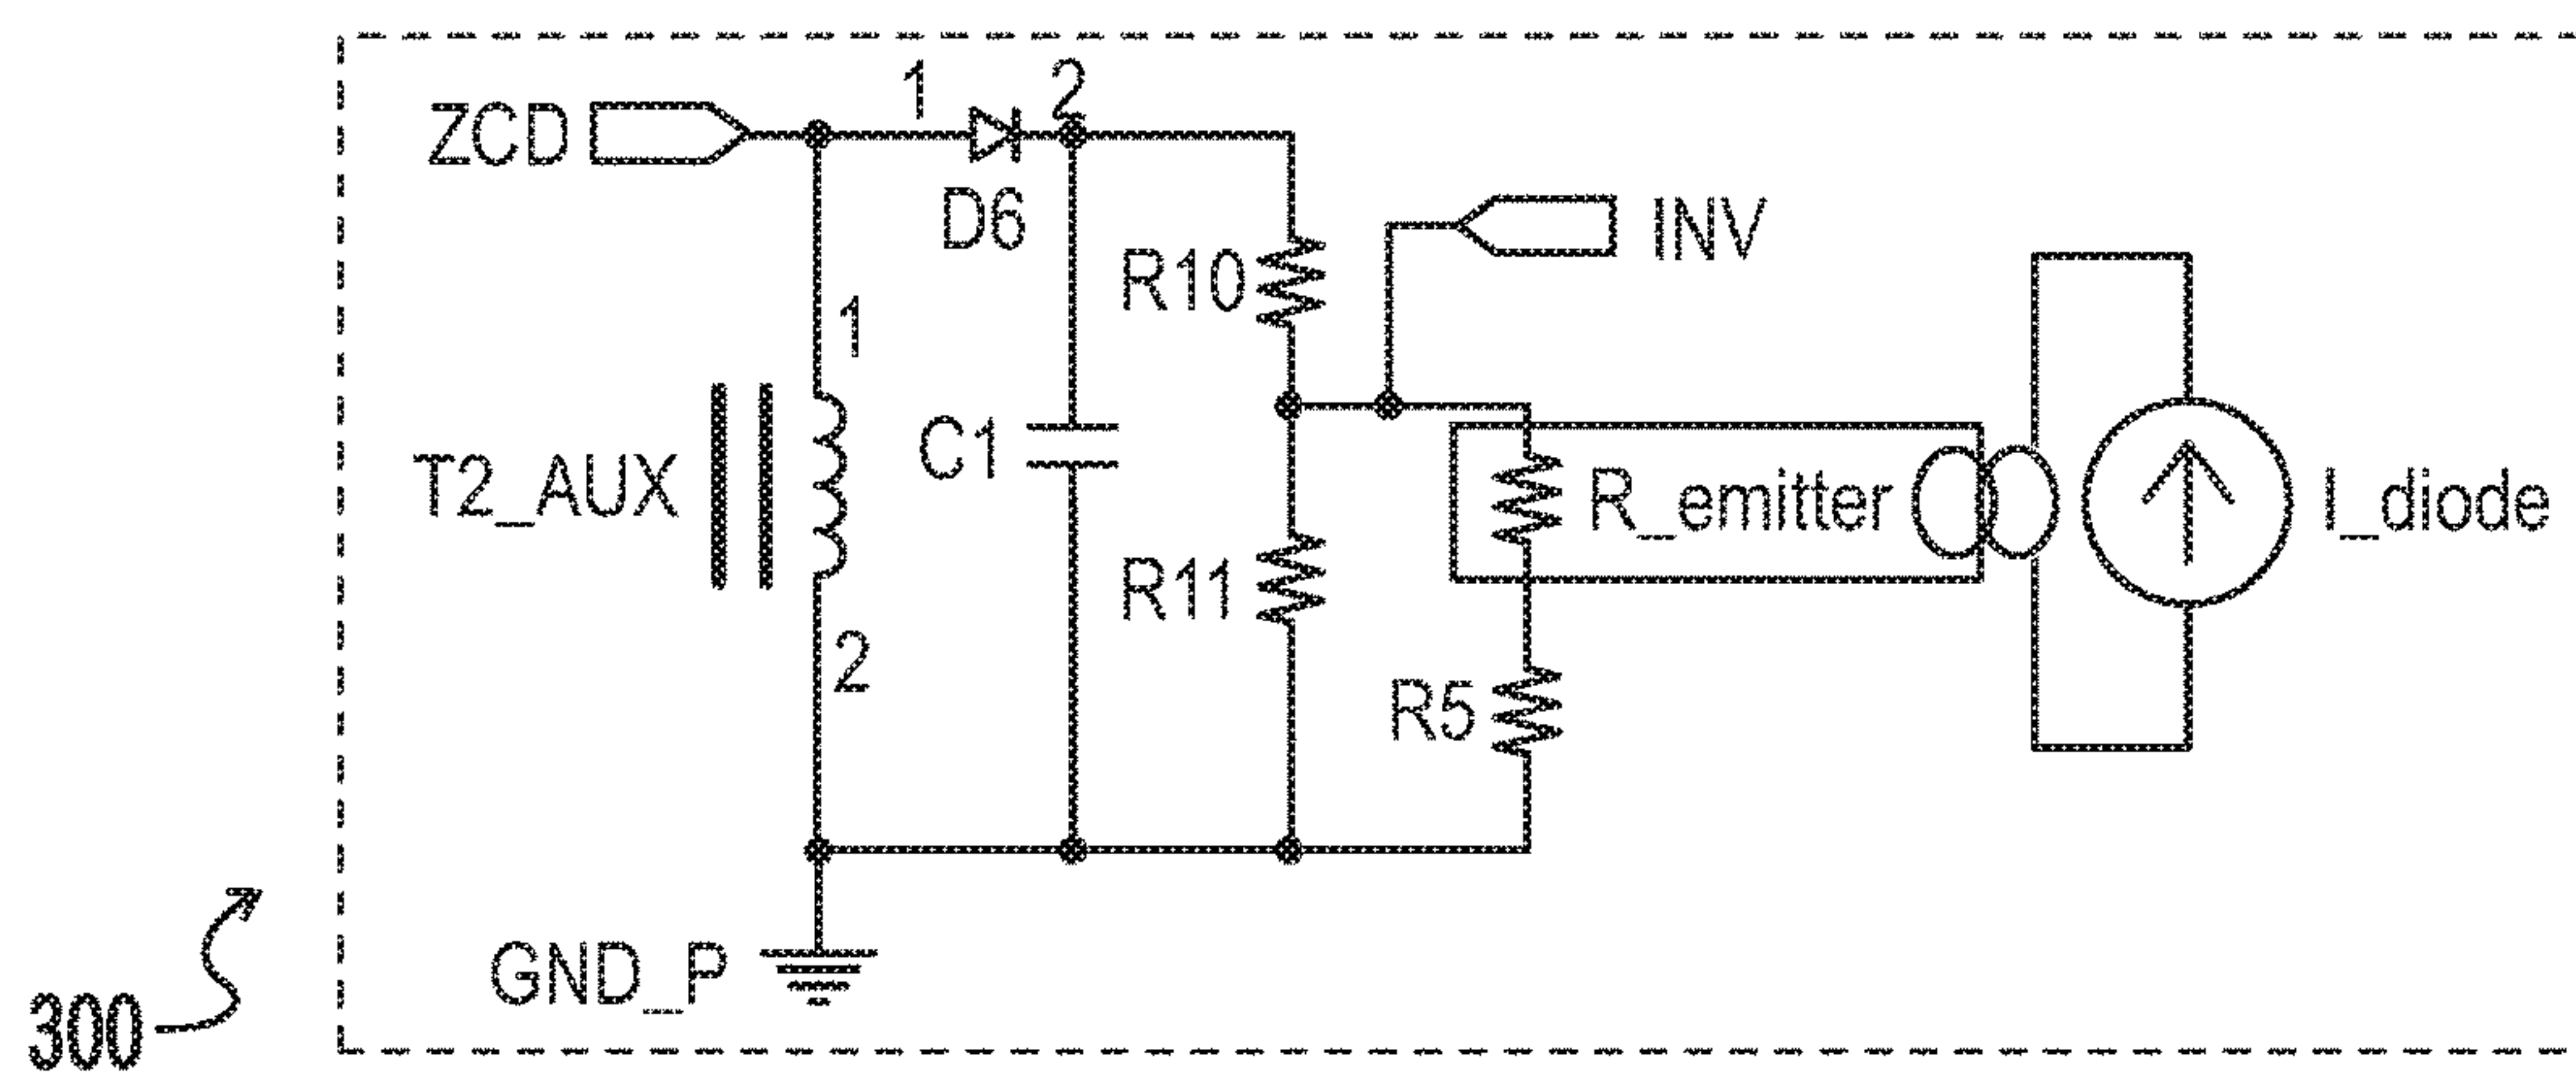 1
2
ZCD
D6
INV
R10
1
T2_AUX
C1
R_emitter
I_diode
R11
2
R5
GND_P
300